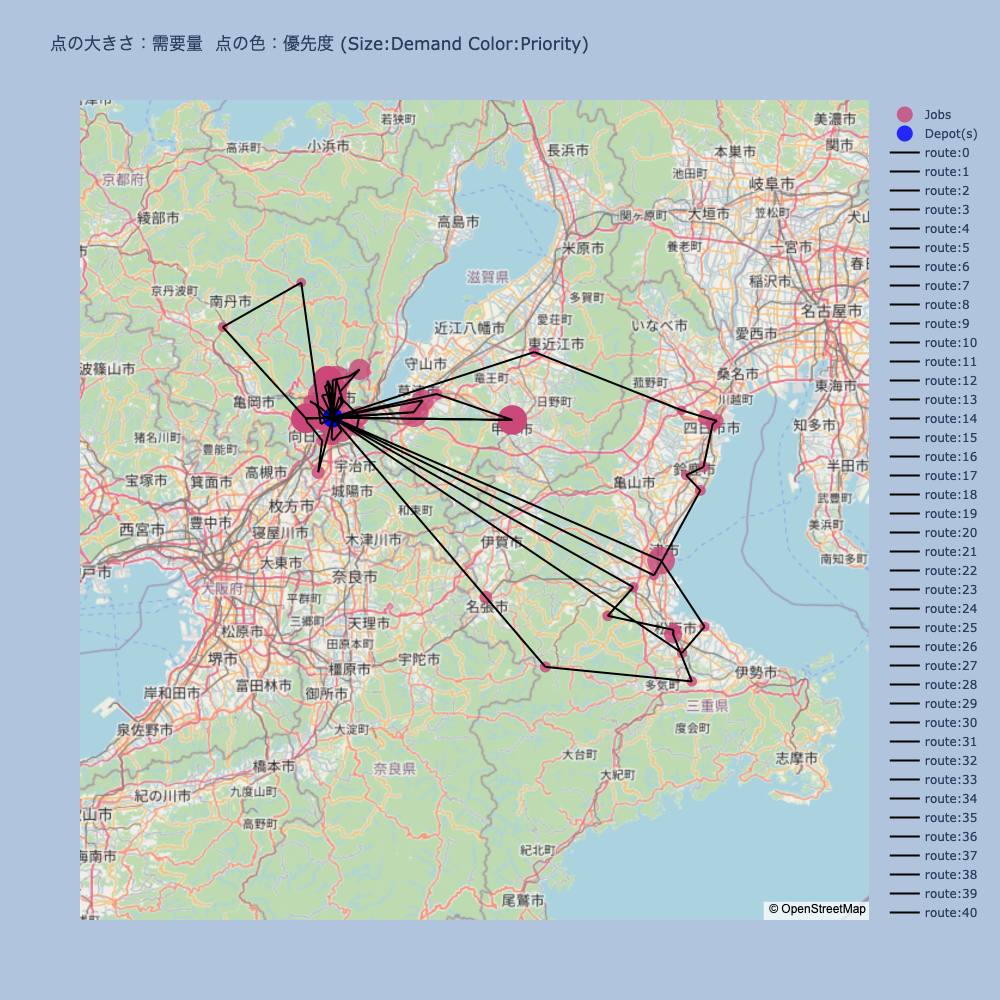 点の大きさ：需要量 点の色：優先度 (Size:Demand Color:Priority)
Jobs
Depot(s)
route:0
route:1
route:2
route:3
route:4
route:5
route:6
route:7
route:8
route:9
route:10
route:11
route:12
route:13
route:14
route:15
route:16
route:17
route:18
route:19
route:20
route:21
route:22
route:23
route:24
route:25
route:26
route:27
route:28
route:29
route:30
route:31
route:32
route:33
route:34
route:35
route:36
route:37
route:38
route:39
route:40
若狭町
美濃市
高浜町
小浜市
長浜市
本巣市
関市
池田町
京都府
岐阜市
綾部市
高島市
関ヶ原町
大垣市
笠松町
米原市
養老町
一宮市
滋賀県
稲沢市
京丹波町
南丹市
多賀町
名古屋市
近江八幡市
愛荘町
いなべ市
愛西市
東近江市
波篠山市
守山市
桑名市
竜王町
菰野町
東海市
亀岡市
日野町
川越町
四日市市
知多市
猪名川町
豊能町
高槻市
宇治市
鈴鹿市
半田市
宝塚市
箕面市
城陽市
亀山市
武豊町
枚方市
和束町
西宮市
豊中市
寝屋川市
木津川市
伊賀市
美浜町
南知多町
大東市
奈良市
大阪府
平群町
名張市
三郷町
天理市
松原市
田原本町
堺市
宇陀市
橿原市
伊勢市
富田林市
多気町
岸和田市
御所市
三重県
泉佐野市
大淀町
度会町
大台町
志摩市
橋本市
奈良県
大紀町
紀の川市
九度山町
高野町
海南市
紀北町
尾鷲市
© OpenStreetMap